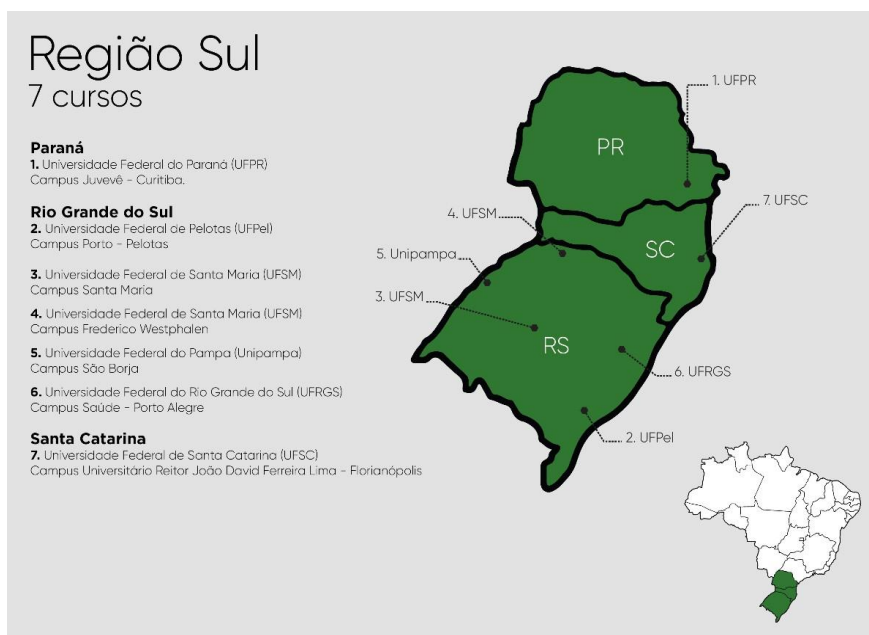 Região Sul
7 cursos
Paraná
1. Universidade Federal do Paraná (UFPR)
Campus Juvevê - Curitiba.
Rio Grande do Sul
2. Universidade Federal de Pelotas (UFPel)
Campus Porto - Pelotas
3. Universidade Federal de Santa Maria (UFSM)
Campus Santa Maria
4. Universidade Federal de Santa Maria (UFSM)
Campus Frederico Westphalen
5. Universidade Federal do Pampa (Unipampa)
Campus São Borja
6. Universidade Federal do Rio Grande do Sul (UFRGS)
Campus Saúde - Porto Alegre
Santa Catarina
7. Universidade Federal de Santa Catarina (UFSC)
Campus Universitário Reitor João David Ferreira Lima - Florianópolis
1. UFPR
PR
7. UFSC
4. UFSM
SC
5. Unipampa
3. UFSM
RS
6. UFRGS
2. UFPel